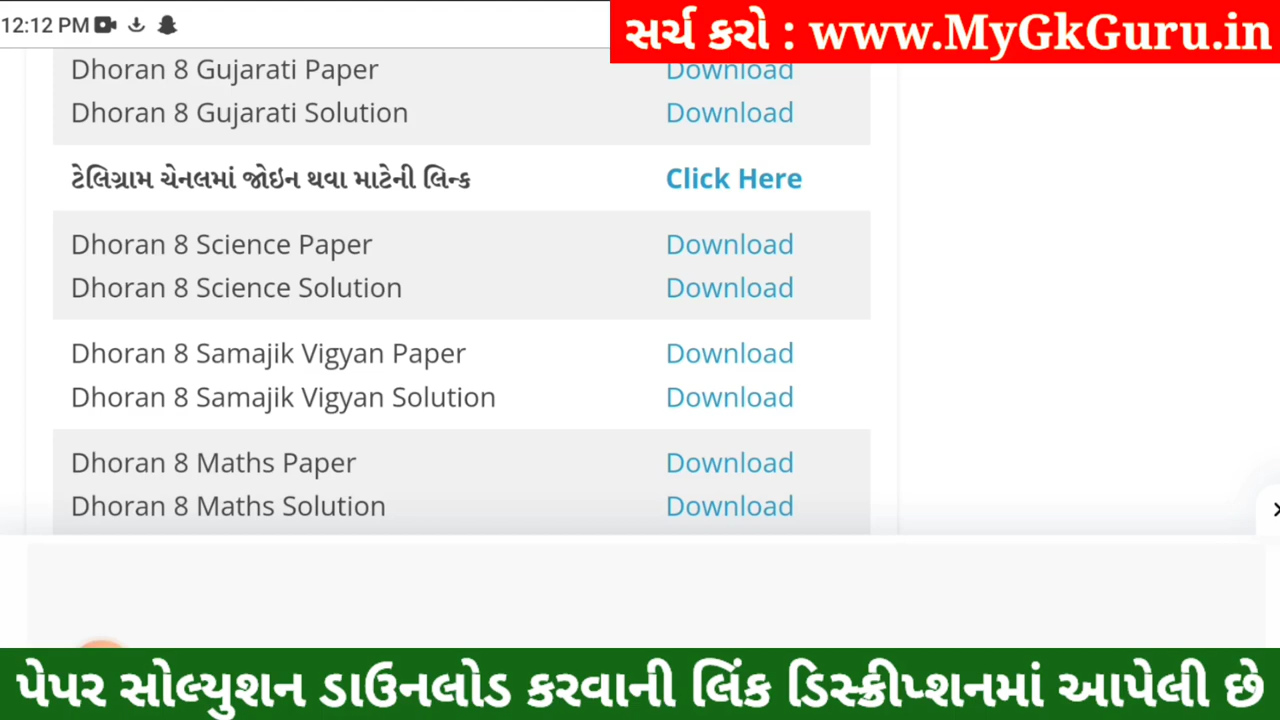 12:12 PM
સર્ચ કરો : www.MyGkGuru.in
Dhoran 8 Gujarati Paper Download
Dhoran 8 Gujarati Solution Download
ટેલિગ્રામ ચેનલમાં જોઇન થવા માટેની લિન્ક Click Here
Dhoran 8 Science Paper Download
Dhoran 8 Science Solution Download
Dhoran 8 Samajik Vigyan Paper Download
Dhoran 8 Samajik Vigyan Solution Download
Dhoran 8 Maths Paper Download
Dhoran 8 Maths Solution Download
પેપર સોલ્યુશન ડાઉનલોડ કરવાની લિંક ડિસ્ક્રીપ્શનમાં આપેલી છે